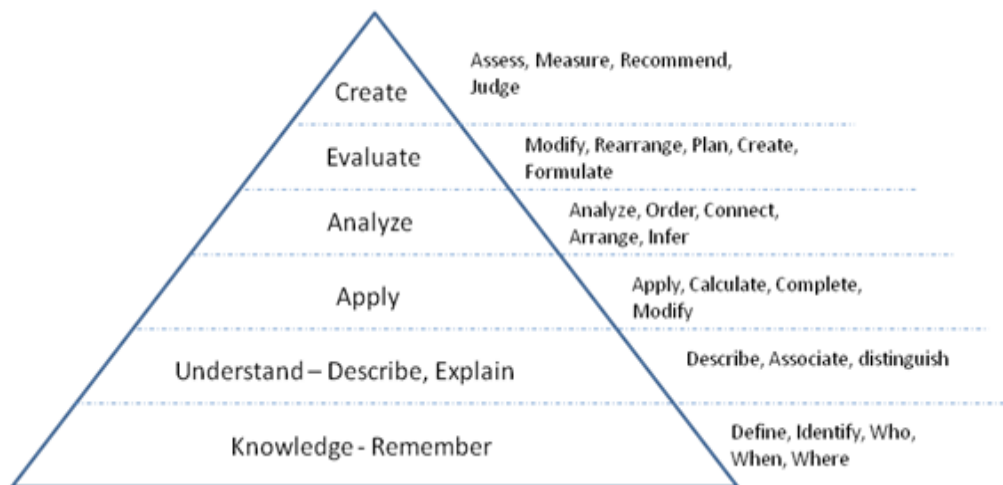 Create
Assess, Measure, Recommend,
Judge
Evaluate
Modify, Rearrange, Plan, Create,
Formulate
Analyze
Analyze, Order, Connect,
Arrange, Infer
Apply
Apply, Calculate, Complete,
Modify
Understand – Describe, Explain
Describe, Associate, distinguish
Knowledge - Remember
Define, Identify, Who,
When, Where